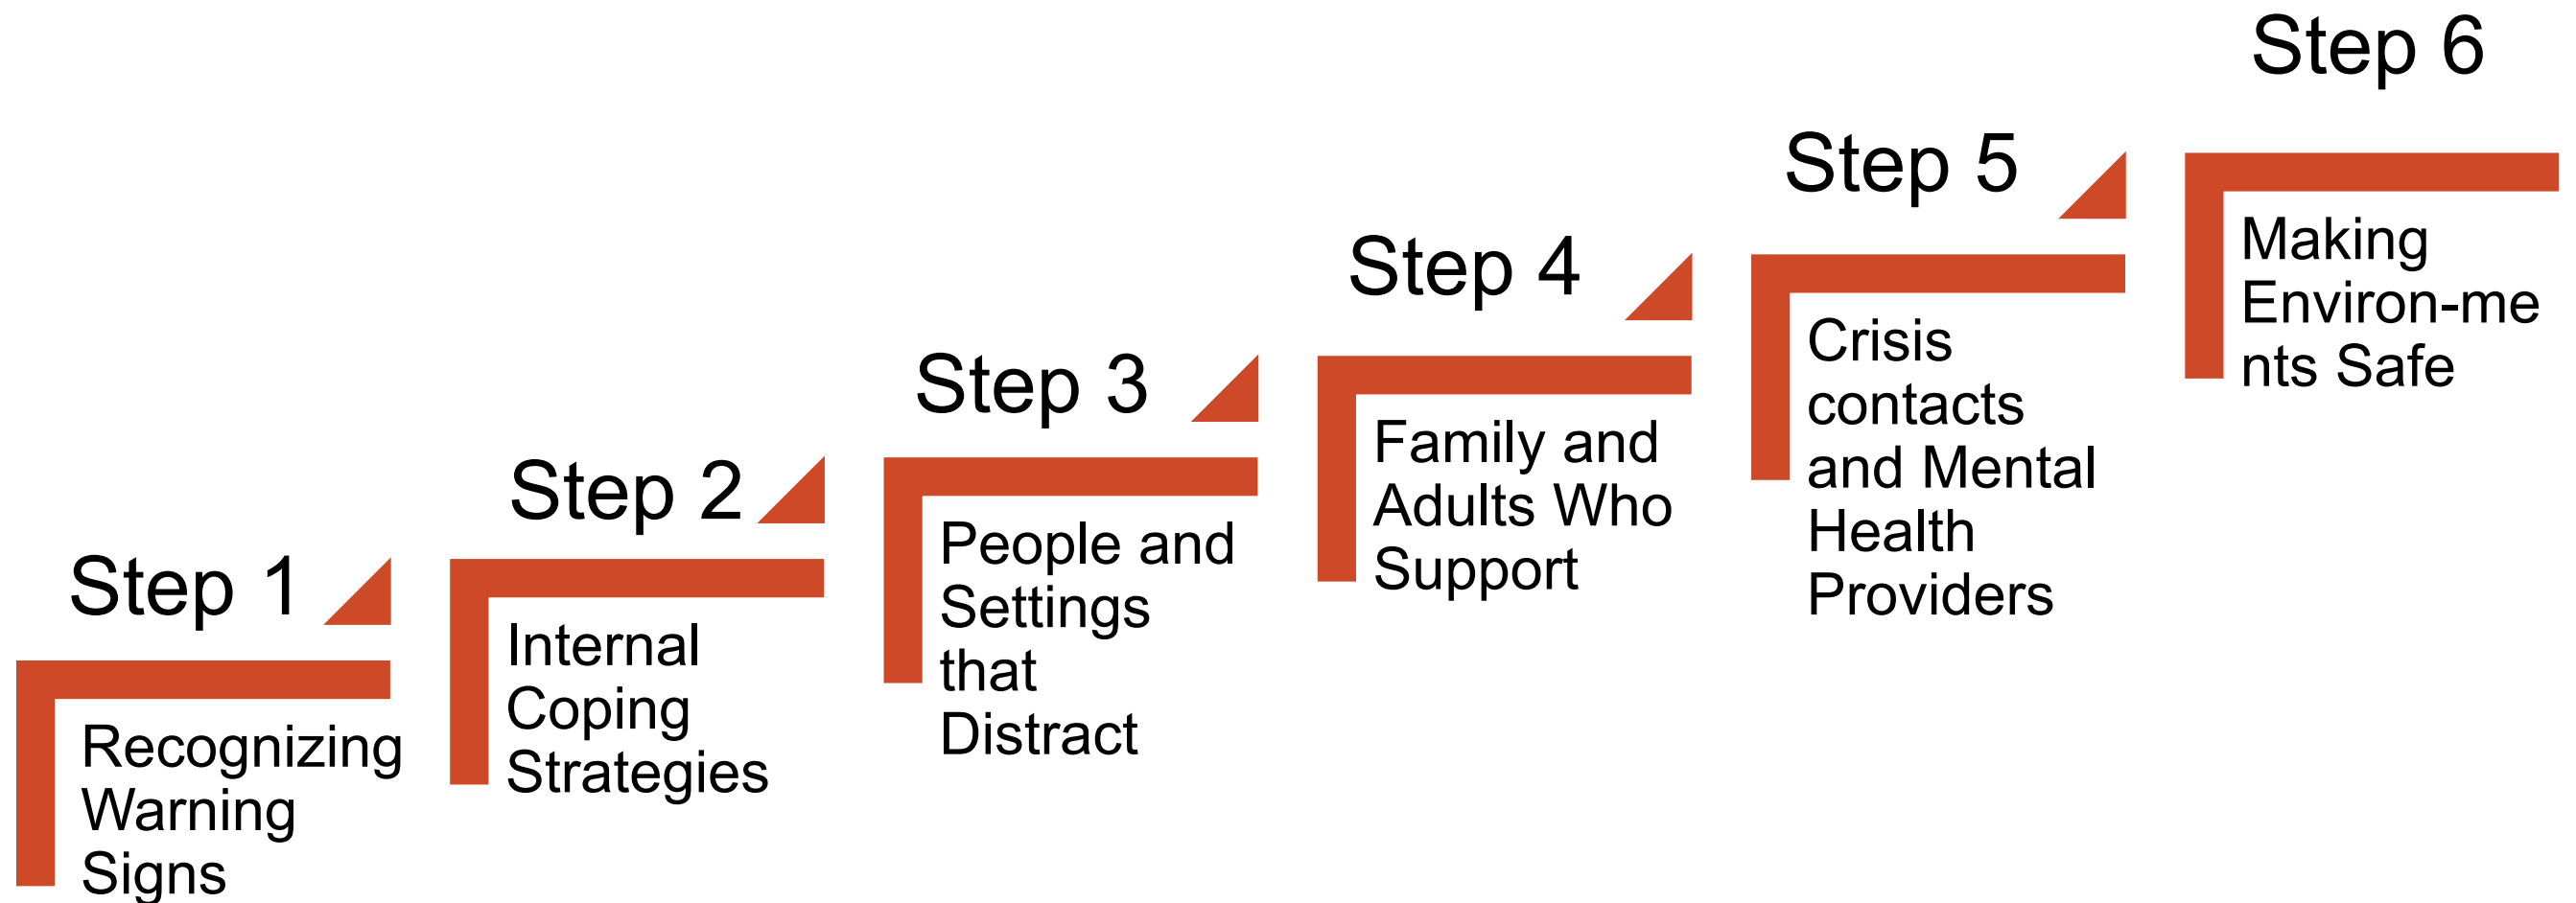 Step 1
Recognizing
Warning
Signs
Step 2
Internal
Coping
Strategies
Step 3
People and
Settings
that
Distract
Step 4
Family and
Adults Who
Support
Step 5
Crisis
contacts
and Mental
Health
Providers
Step 6
Making
Environ-me
nts Safe